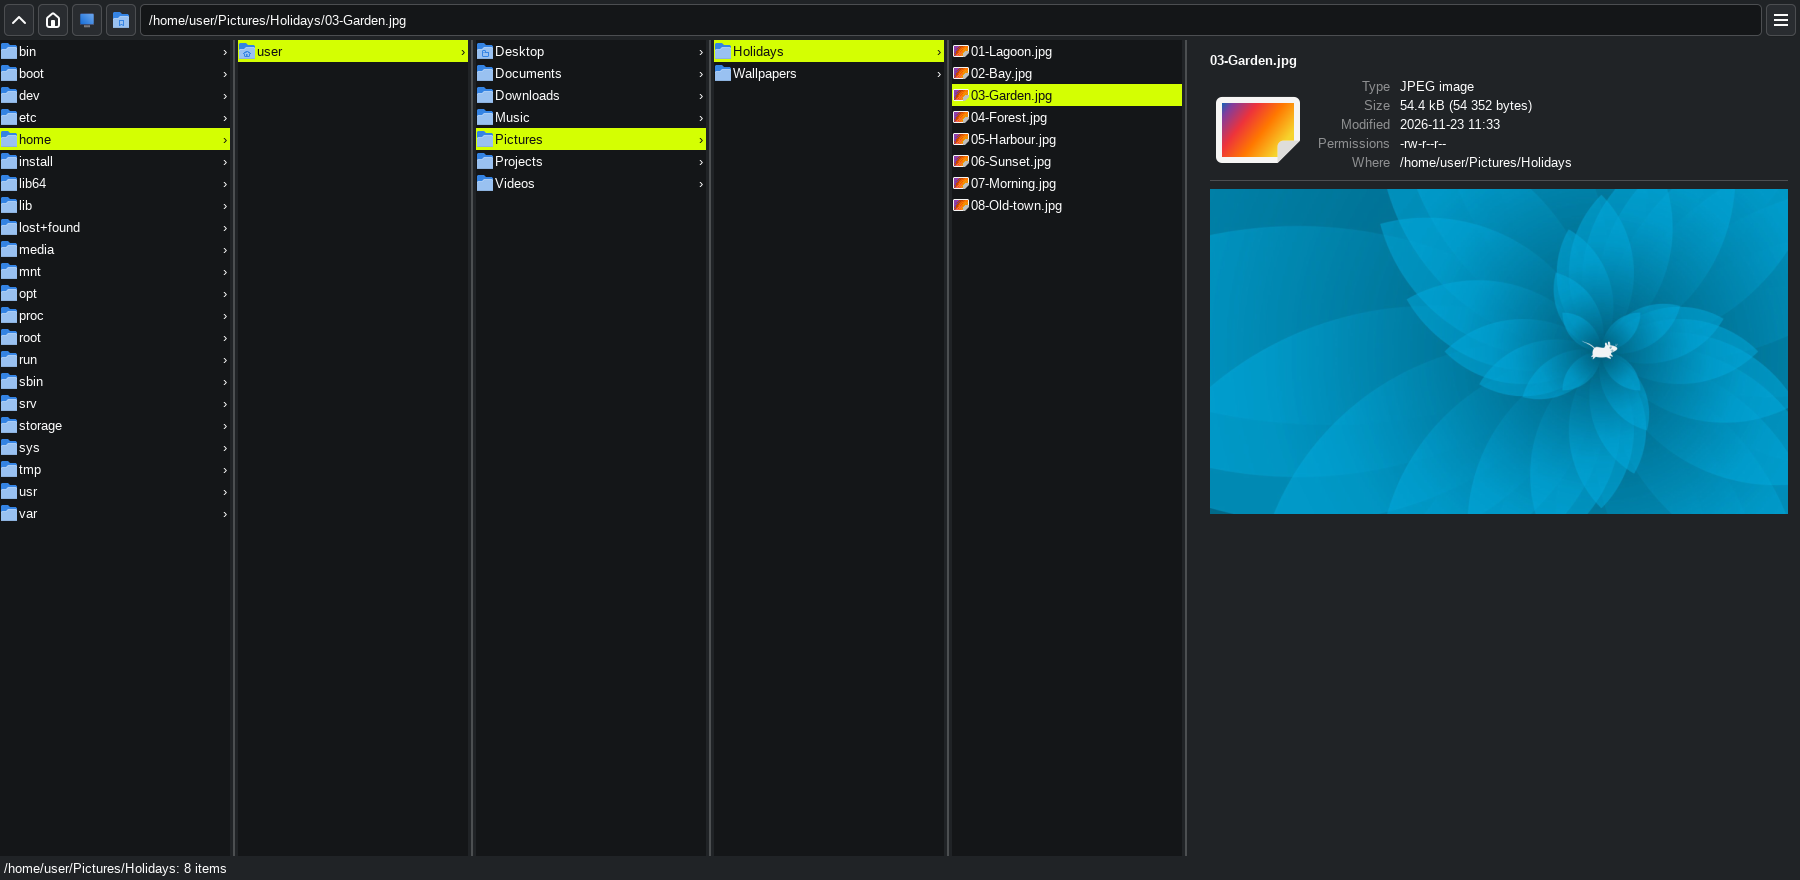 /home/user/Pictures/Holidays/03-Garden.jpg
bin ›
boot ›
dev ›
etc ›
home ›
install ›
lib64 ›
lib ›
lost+found ›
media ›
mnt ›
opt ›
proc ›
root ›
run ›
sbin ›
srv ›
storage ›
sys ›
tmp ›
usr ›
var ›
user ›
Desktop ›
Documents ›
Downloads ›
Music ›
Pictures ›
Projects ›
Videos ›
Holidays ›
Wallpapers ›
01-Lagoon.jpg
02-Bay.jpg
03-Garden.jpg
04-Forest.jpg
05-Harbour.jpg
06-Sunset.jpg
07-Morning.jpg
08-Old-town.jpg
03-Garden.jpg
Type JPEG image
Size 54.4 kB (54 352 bytes)
Modified 2026-11-23 11:33
Permissions -rw-r--r--
Where /home/user/Pictures/Holidays
/home/user/Pictures/Holidays: 8 items